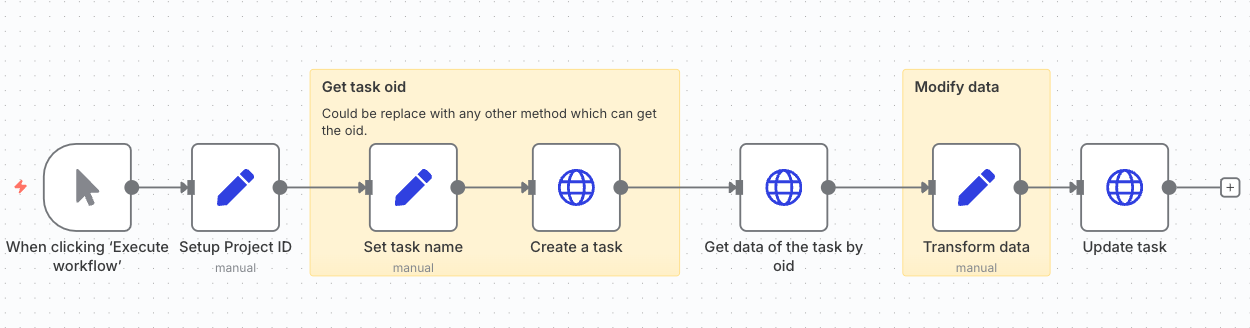 Get task oid
Could be replace with any other method which can get
the oid.
Modify data
When clicking ‘Execute
workflow’
Setup Project ID
manual
Set task name
manual
Create a task
Get data of the task by
oid
Transform data
manual
Update task